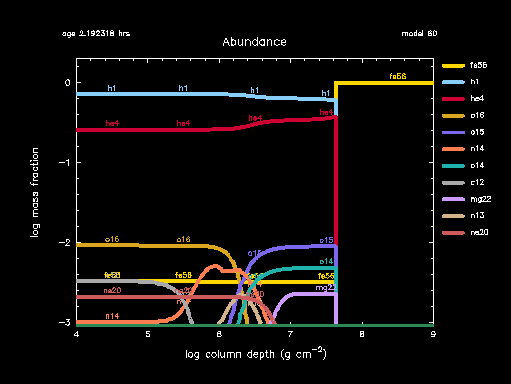 age 2.192318 hrs
model 60
Abundance
fe56
h1
h1
h1
h1
he4
he4
he4
he4
o16
o16
o15
o15
o14
fe56
fe56
fe56
mg22
ne20
n14
0
−1
−2
−3
4
5
6
7
8
9
log mass fraction
log column depth (g cm⁻²)
fe56
h1
he4
o16
o15
n14
o14
c12
mg22
n13
ne20